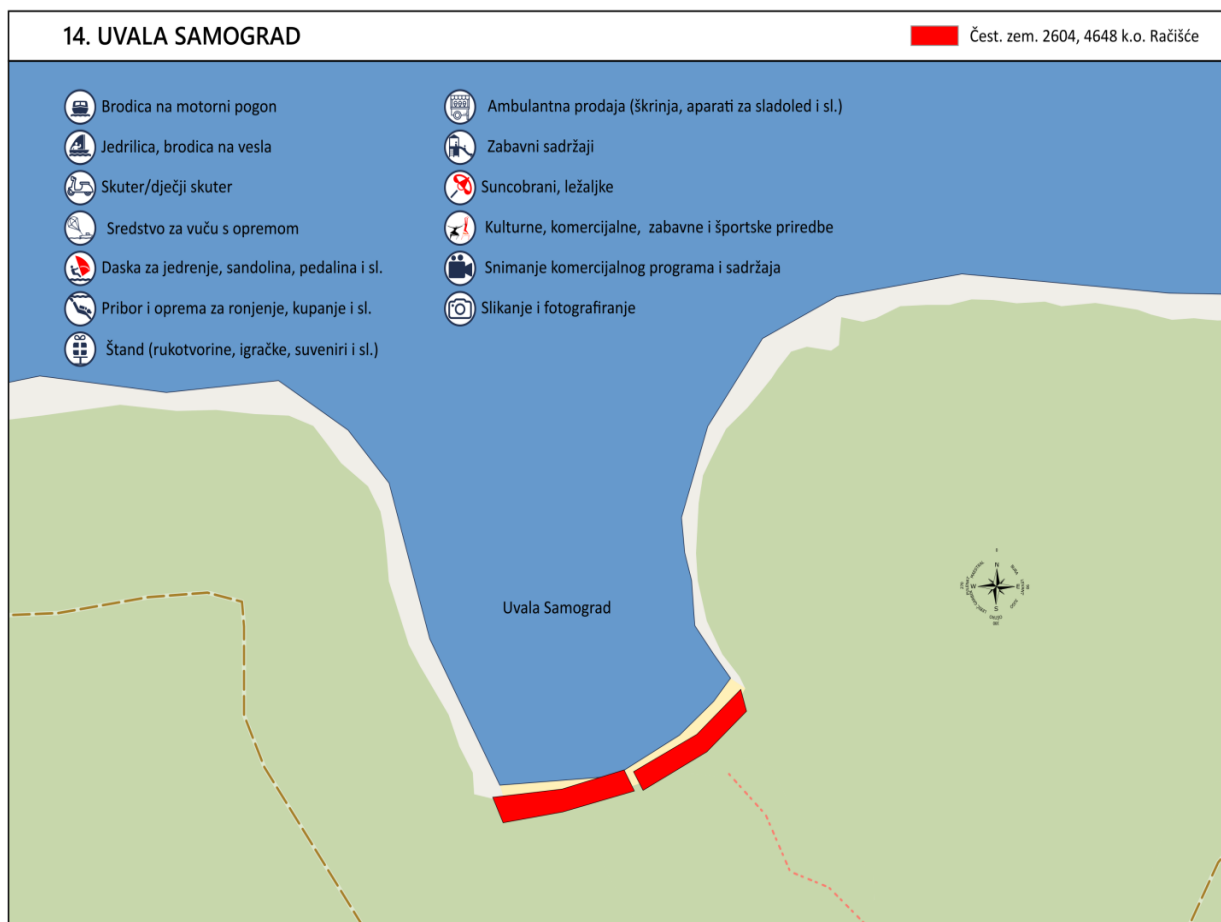 14. UVALA SAMOGRAD
Čest. zem. 2604, 4648 k.o. Račišće
Brodica na motorni pogon
Jedrilica, brodica na vesla
Skuter/dječji skuter
Sredstvo za vuču s opremom
Daska za jedrenje, sandolina, pedalina i sl.
Pribor i oprema za ronjenje, kupanje i sl.
Štand (rukotvorine, igračke, suveniri i sl.)
Ambulantna prodaja (škrinja, aparati za sladoled i sl.)
Zabavni sadržaji
Suncobrani, ležaljke
Kulturne, komercijalne, zabavne i športske priredbe
Snimanje komercijalnog programa i sadržaja
Slikanje i fotografiranje
Uvala Samograd
N
W
S